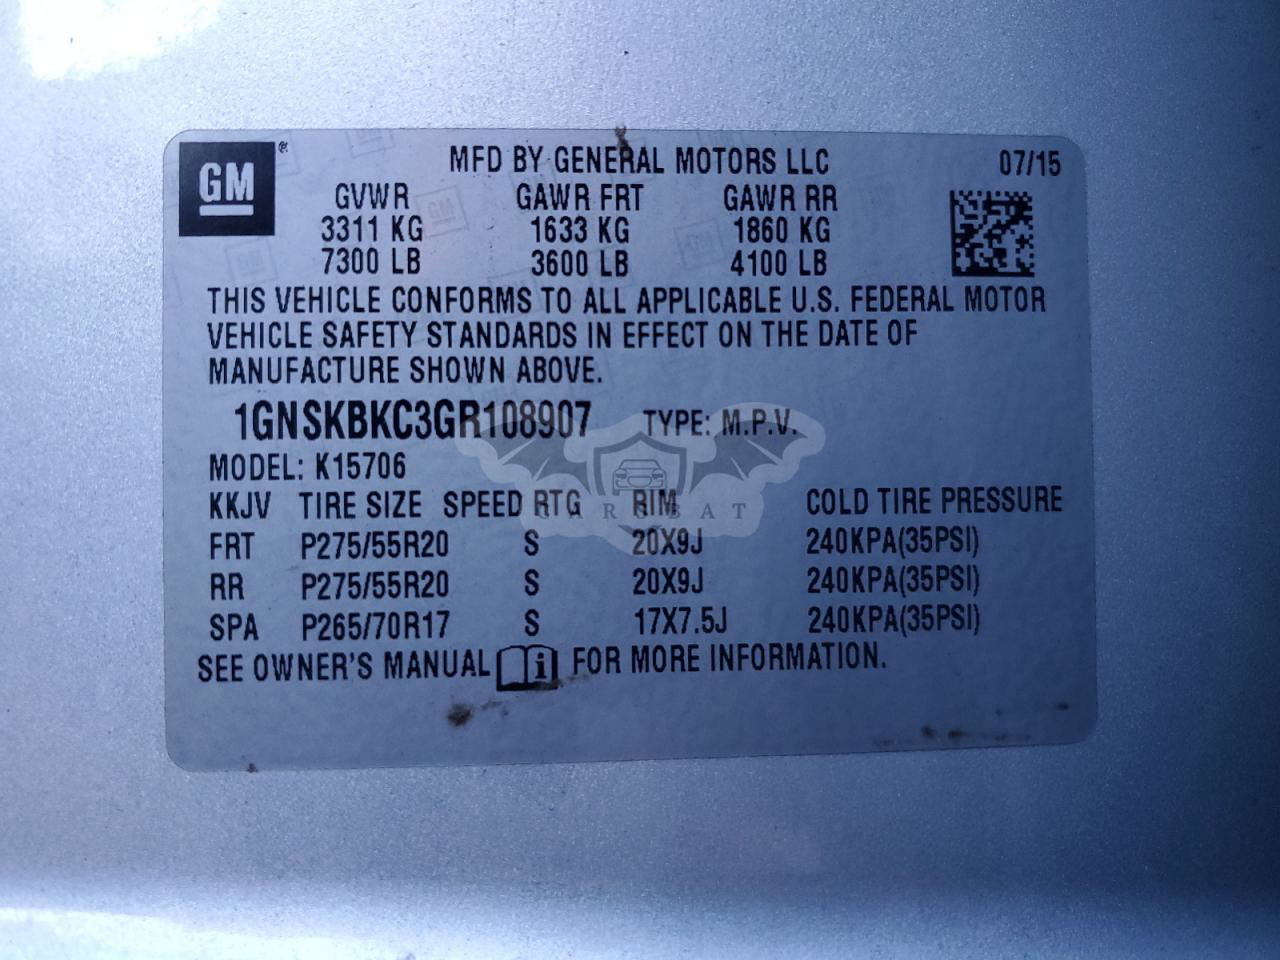 GM
MFD BY GENERAL MOTORS LLC 07/15
GVWR GAWR FRT GAWR RR
3311 KG 1633 KG 1860 KG
7300 LB 3600 LB 4100 LB
THIS VEHICLE CONFORMS TO ALL APPLICABLE U.S. FEDERAL MOTOR
VEHICLE SAFETY STANDARDS IN EFFECT ON THE DATE OF
MANUFACTURE SHOWN ABOVE.
1GNSKBKC3GR108907 TYPE: M.P.V.
MODEL: K15706
KKJV TIRE SIZE SPEED RTG RIM COLD TIRE PRESSURE
CARSBAT
FRT P275/55R20 S 20X9J 240KPA(35PSI)
RR P275/55R20 S 20X9J 240KPA(35PSI)
SPA P265/70R17 S 17X7.5J 240KPA(35PSI)
SEE OWNER'S MANUAL i FOR MORE INFORMATION.